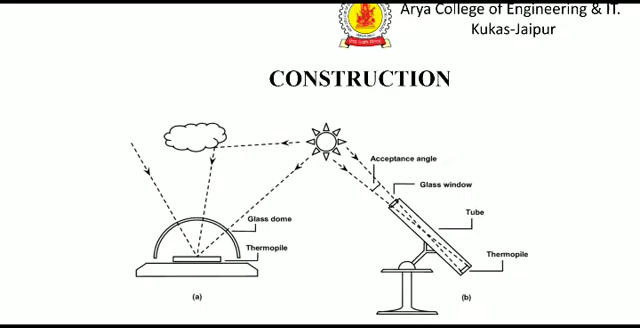 Arya College of Engineering & IT.
Kukas-Jaipur
CONSTRUCTION
Acceptance angle
Glass window
Tube
Thermopile
Glass dome
Thermopile
(a)
(b)